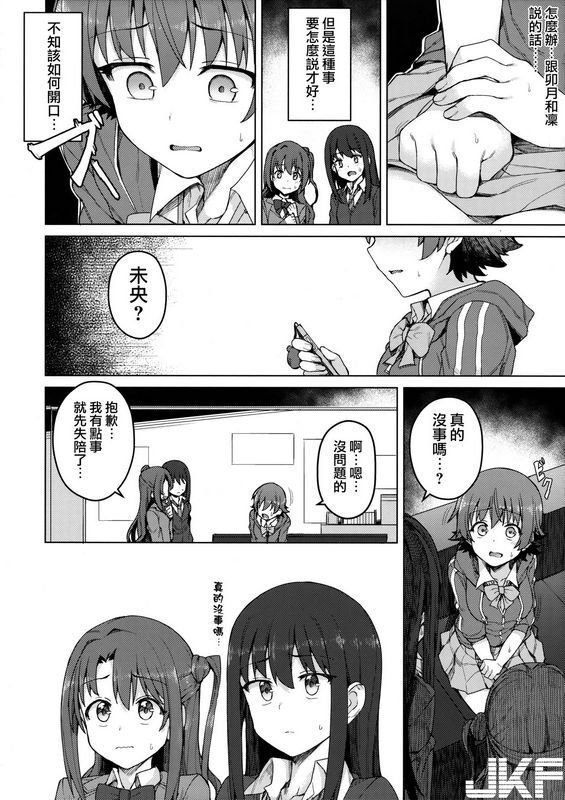 怎麼辦…跟卯月和凜
說的話……
但是這種事
要怎麼說才好…
不知該如何開口…
未央?
真的
沒事嗎…?
ビクッ
啊…嗯…
沒問題的
抱歉…
我有點事
就先失陪了…
真的沒事嗎…
JKF